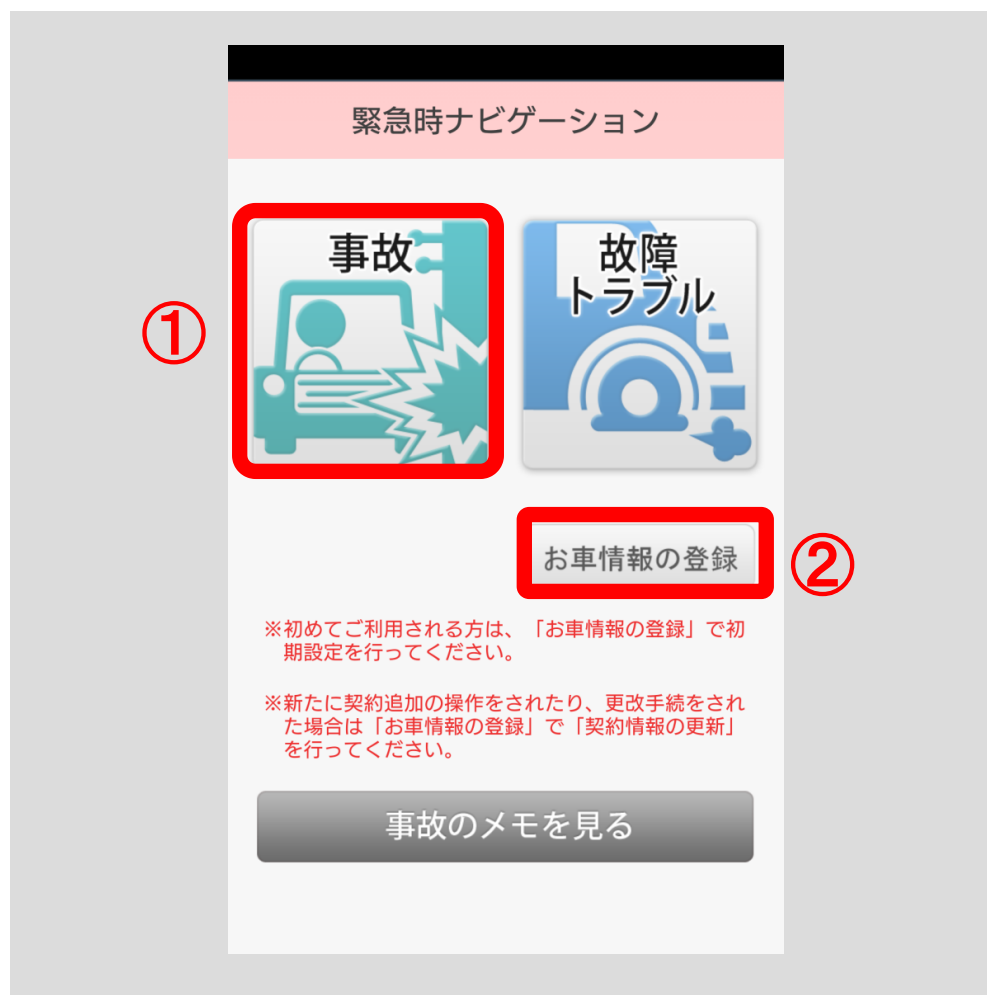 緊急時ナビゲーション
①
事故
故障
トラブル
お車情報の登録
②
※初めてご利用される方は、「お車情報の登録」で初
期設定を行ってください。
※新たに契約追加の操作をされたり、更改手続をされ
た場合は「お車情報の登録」で「契約情報の更新」
を行ってください。
事故のメモを見る